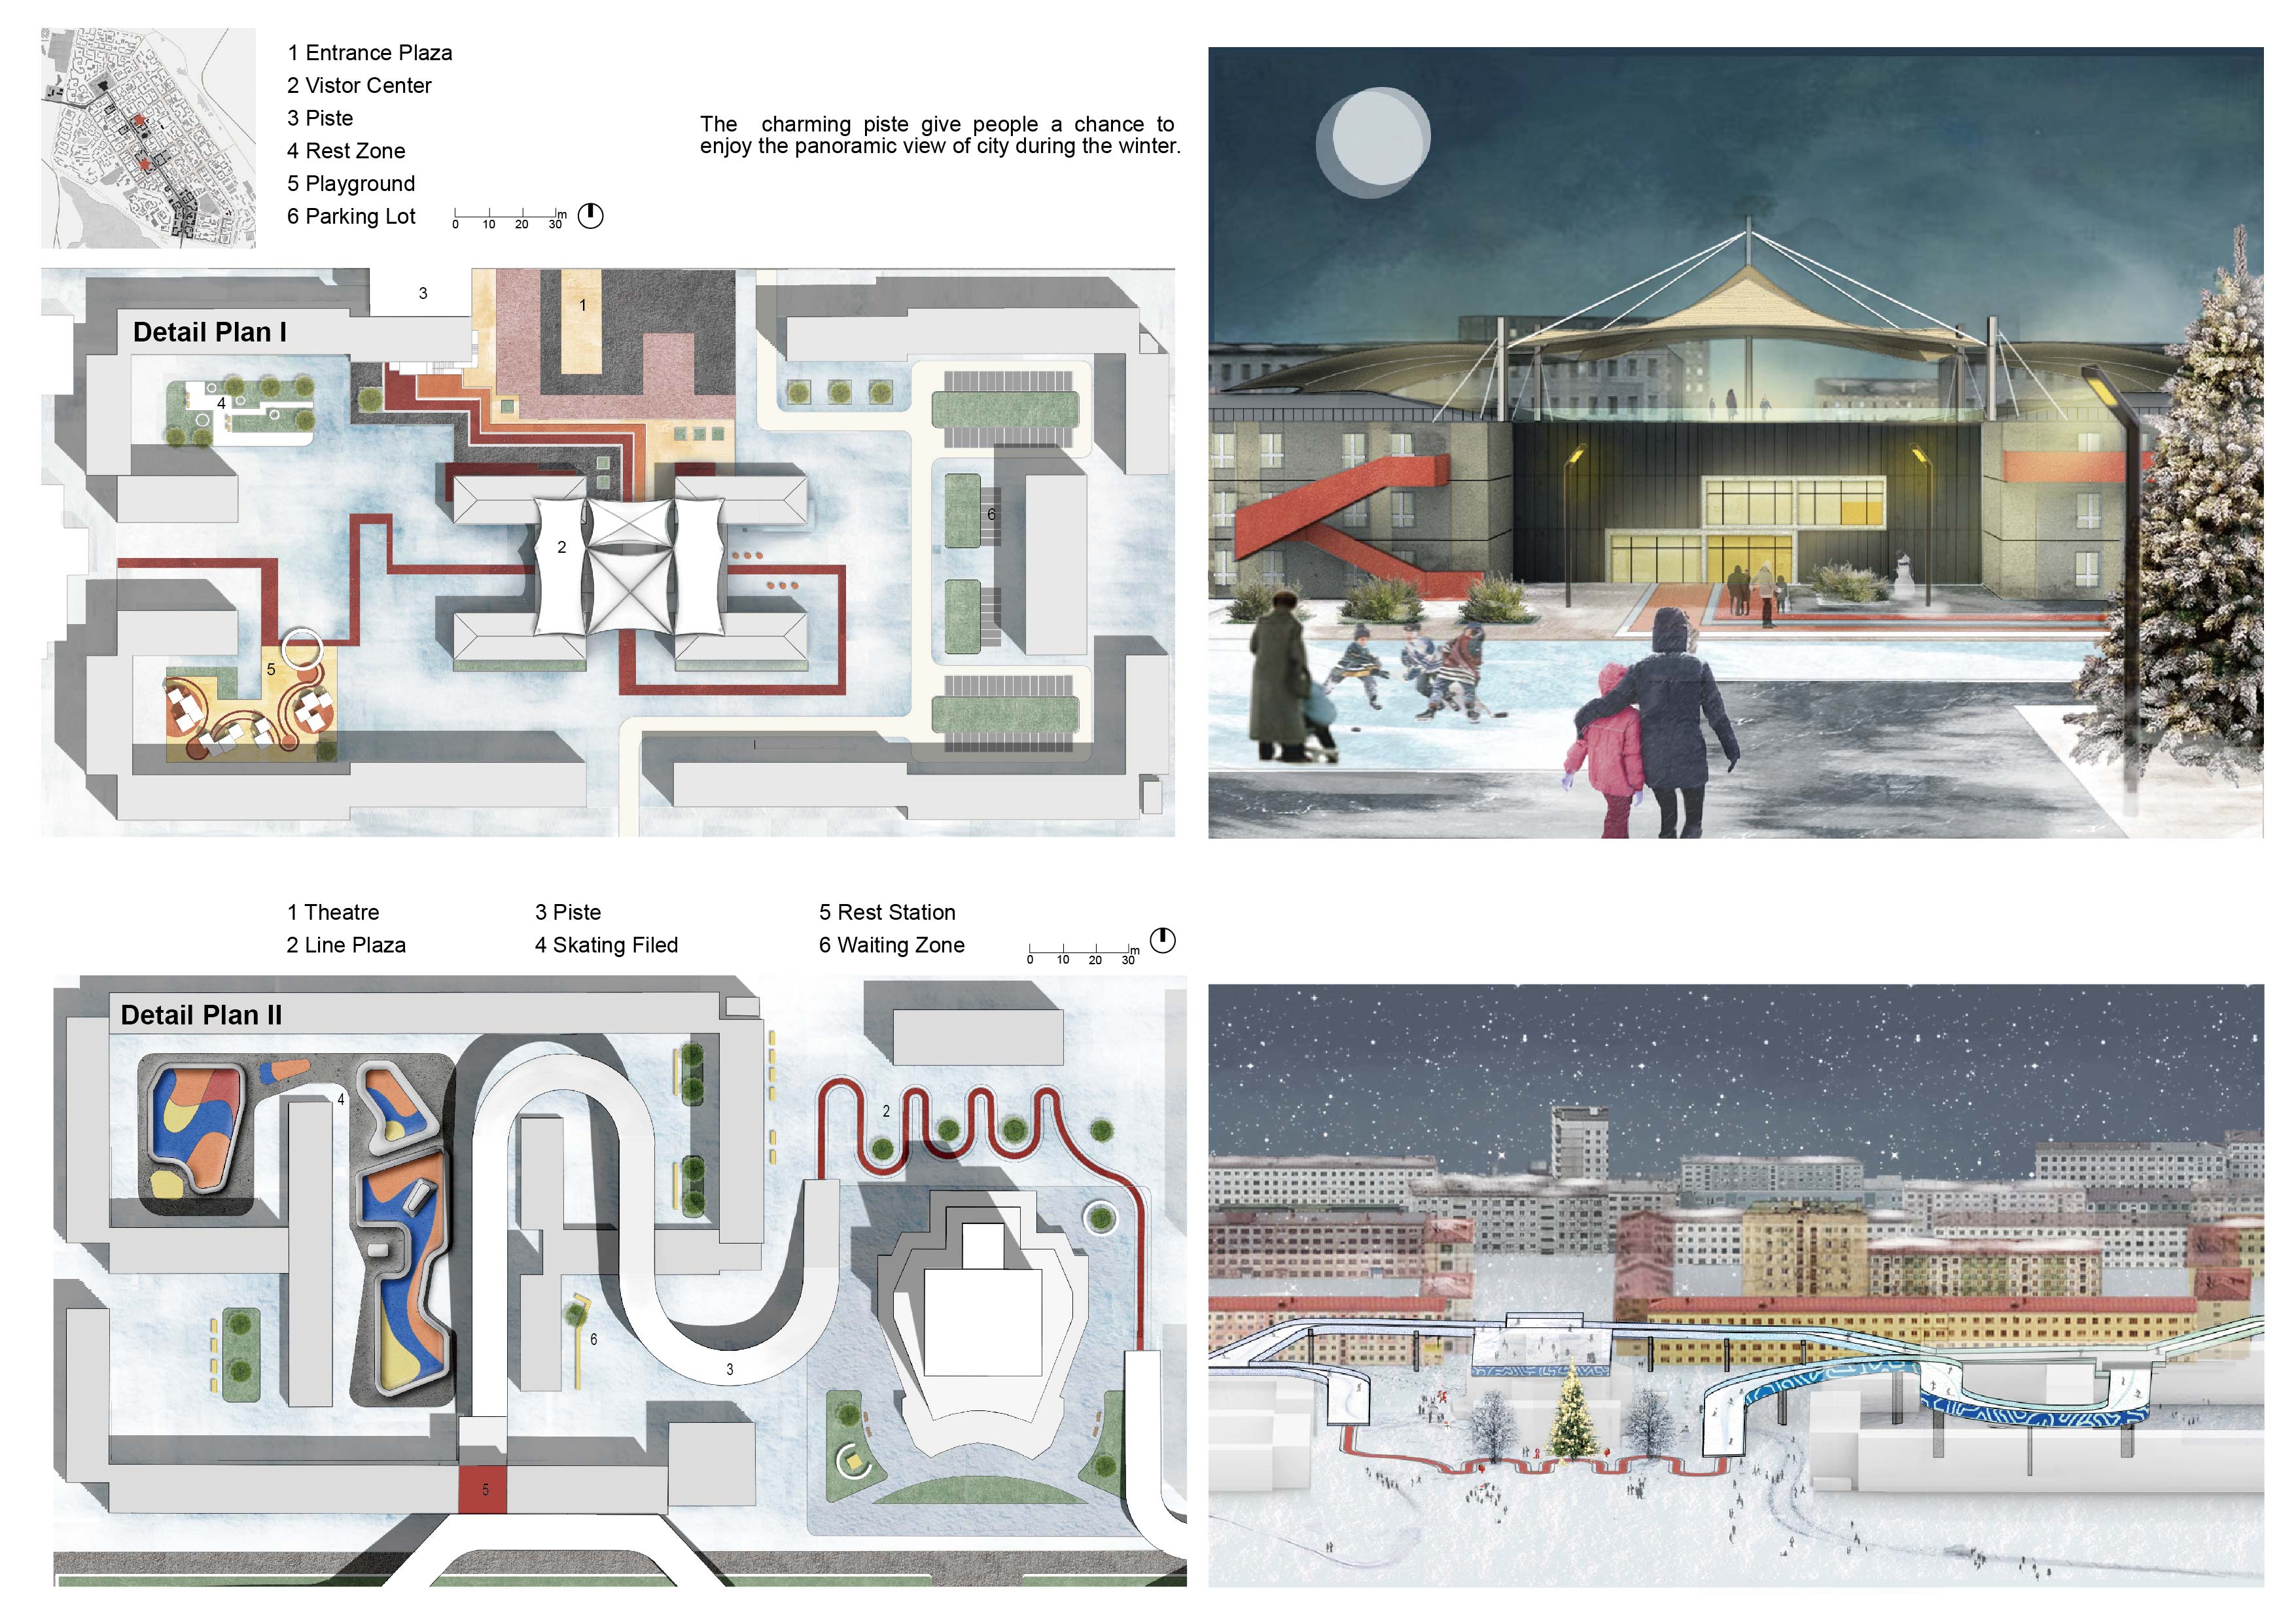 1 Entrance Plaza
2 Vistor Center
3 Piste
4 Rest Zone
5 Playground
6 Parking Lot
0 10 20 30 m
The charming piste give people a chance to
enjoy the panoramic view of city during the winter.
Detail Plan I
3
1
4
2
6
5
1 Theatre
2 Line Plaza
3 Piste
4 Skating Filed
5 Rest Station
6 Waiting Zone
0 10 20 30 m
Detail Plan II
4
2
6
3
5